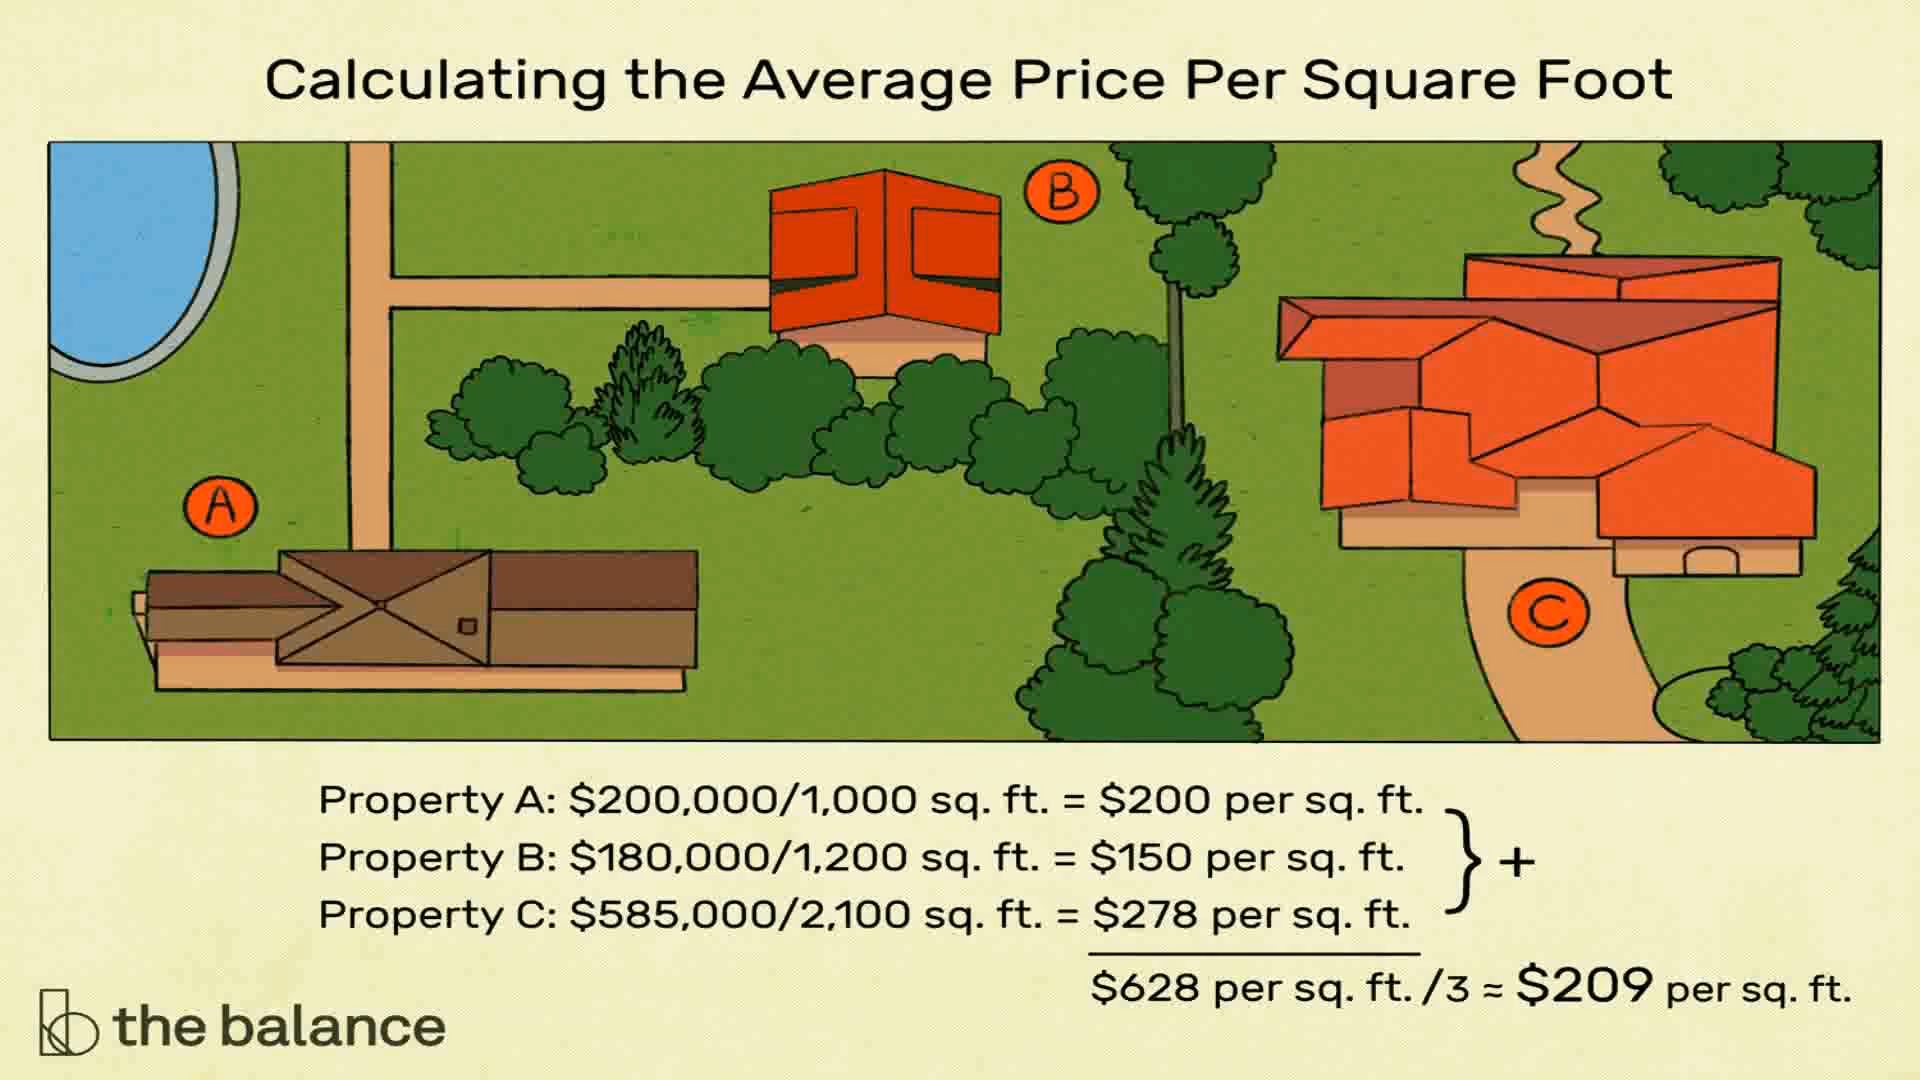 Calculating the Average Price Per Square Foot
B
A
C
Property A: $200,000/1,000 sq. ft. = $200 per sq. ft.
Property B: $180,000/1,200 sq. ft. = $150 per sq. ft.
Property C: $585,000/2,100 sq. ft. = $278 per sq. ft.
+
$628 per sq. ft. /3 ≈ $209 per sq. ft.
the balance